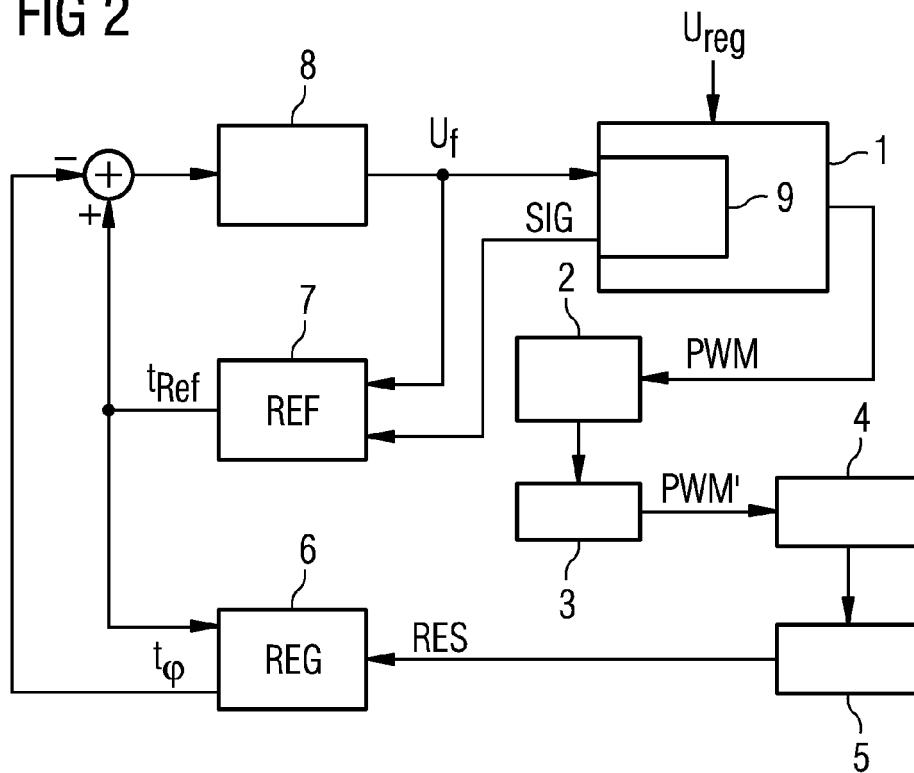 FIG 2
U_reg
8
U_f
1
−
+
+
9
SIG
2
7
PWM
t_Ref
REF
4
PWM'
6
3
t_φ
REG
RES
5